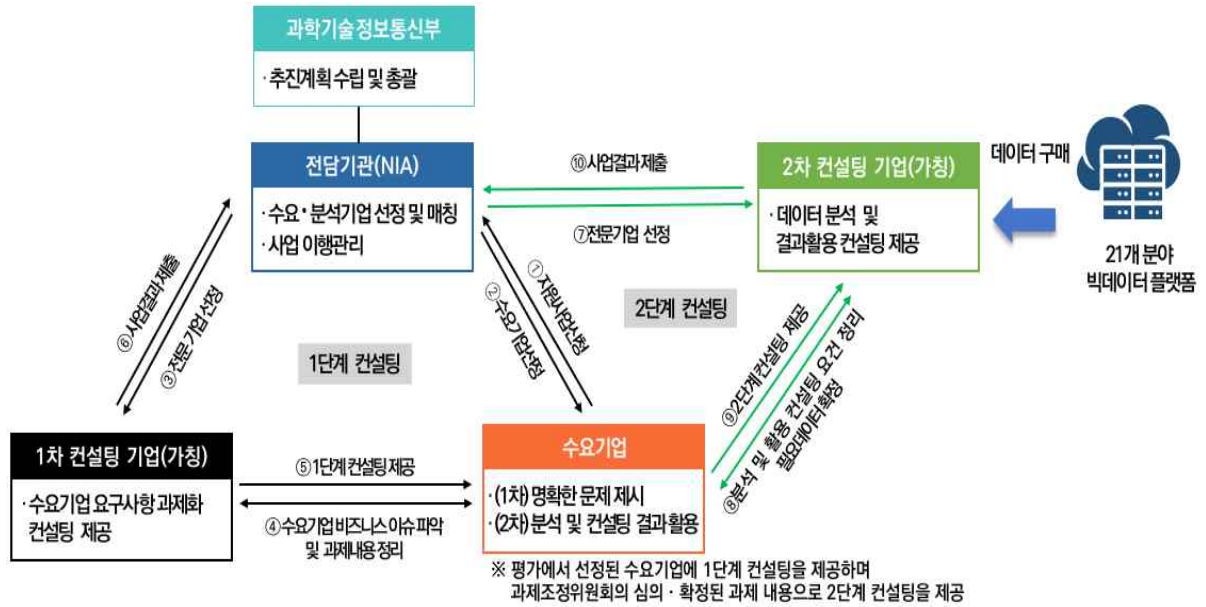 과학기술정보통신부
· 추진계획 수립 및 총괄
전담기관(NIA)
· 수요·분석기업 선정 및 매칭
· 사업 이행관리
⑩사업결과 제출
⑦전문기업 선정
2차 컨설팅 기업(가칭)
· 데이터 분석 및
결과활용 컨설팅 제공
데이터 구매
21개 분야
빅데이터 플랫폼
⑥사업결과 제출
③전문 기업 선정
1단계 컨설팅
①지원사업신청
②수요기업선정
2단계 컨설팅
⑨2단계 컨설팅 제공
⑧분석 및 활용 컨설팅 요건 정리
필요데이터 확정
1차 컨설팅 기업(가칭)
· 수요기업 요구사항 과제화
컨설팅 제공
⑤1단계 컨설팅 제공
④수요기업 비즈니스 이슈 파악
및 과제내용 정리
수요기업
· (1차) 명확한 문제 제시
· (2차) 분석 및 컨설팅 결과 활용
※ 평가에서 선정된 수요기업에 1단계 컨설팅을 제공하며
과제조정위원회의 심의 · 확정된 과제 내용으로 2단계 컨설팅을 제공